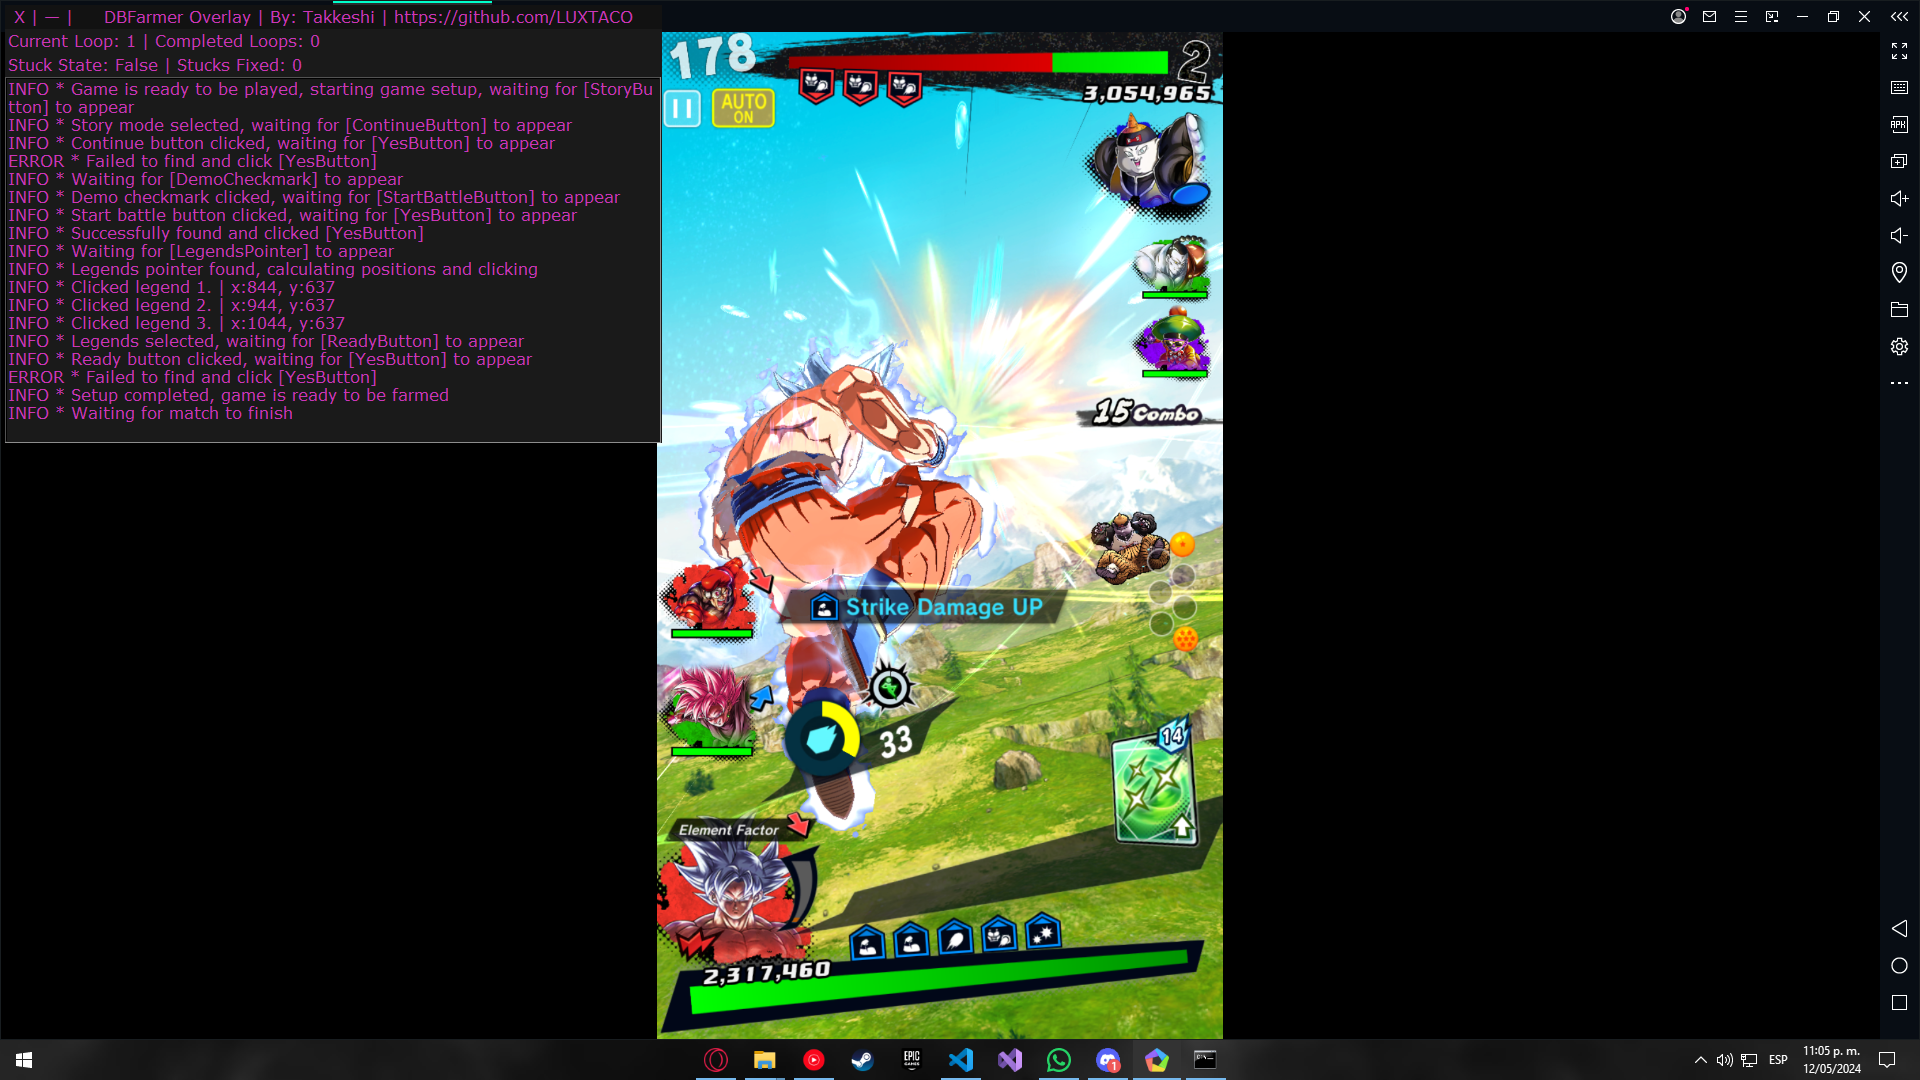 X | — | DBFarmer Overlay | By: Takkeshi | https://github.com/LUXTACO
Current Loop: 1 | Completed Loops: 0
Stuck State: False | Stucks Fixed: 0
INFO * Game is ready to be played, starting game setup, waiting for [StoryBu
tton] to appear
INFO * Story mode selected, waiting for [ContinueButton] to appear
INFO * Continue button clicked, waiting for [YesButton] to appear
ERROR * Failed to find and click [YesButton]
INFO * Waiting for [DemoCheckmark] to appear
INFO * Demo checkmark clicked, waiting for [StartBattleButton] to appear
INFO * Start battle button clicked, waiting for [YesButton] to appear
INFO * Successfully found and clicked [YesButton]
INFO * Waiting for [LegendsPointer] to appear
INFO * Legends pointer found, calculating positions and clicking
INFO * Clicked legend 1. | x:844, y:637
INFO * Clicked legend 2. | x:944, y:637
INFO * Clicked legend 3. | x:1044, y:637
INFO * Legends selected, waiting for [ReadyButton] to appear
INFO * Ready button clicked, waiting for [YesButton] to appear
ERROR * Failed to find and click [YesButton]
INFO * Setup completed, game is ready to be farmed
INFO * Waiting for match to finish
178
2
3,054,965
AUTO
ON
15 Combo
Strike Damage UP
33
14
Element Factor
2,317,460
APK
EPIC
GAMES
1
ESP
11:05 p. m.
12/05/2024